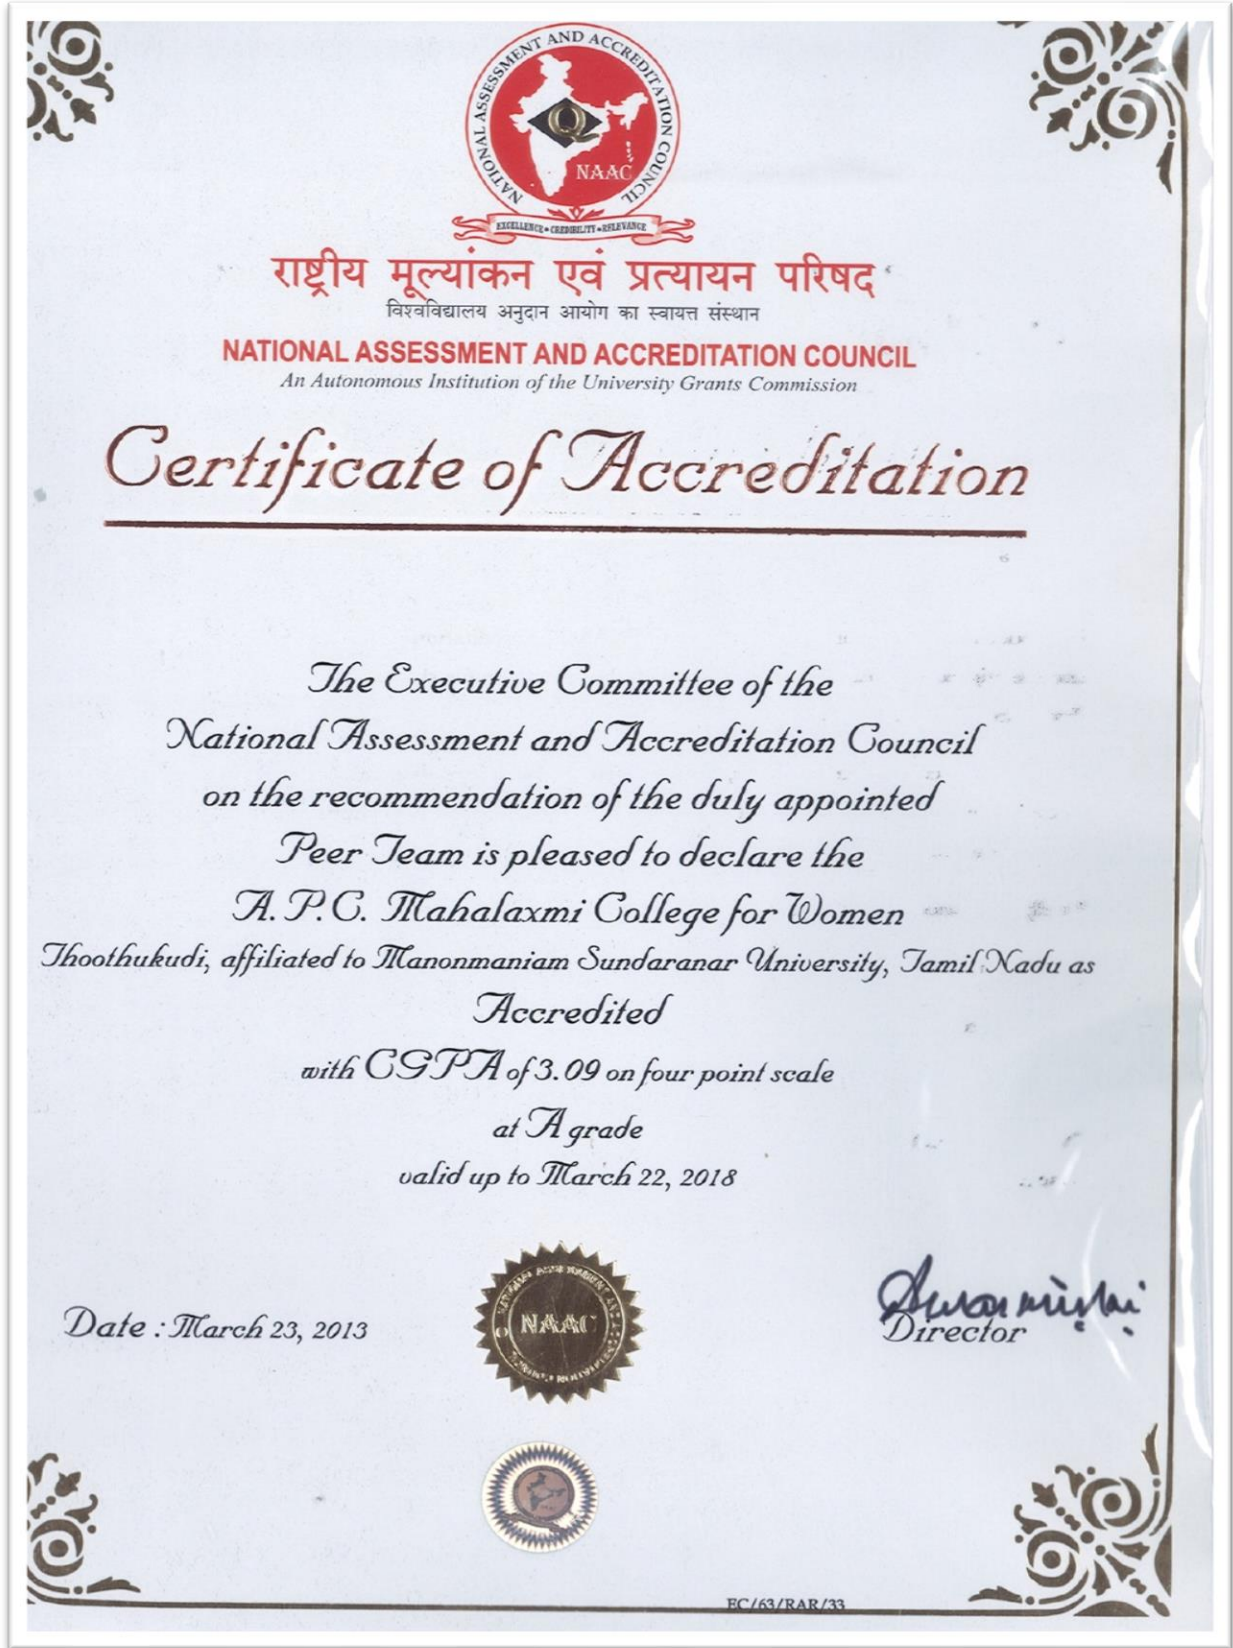 NATIONAL ASSESSMENT AND ACCREDITATION COUNCIL
NAAC
EXCELLENCE • CREDIBILITY • RELEVANCE
राष्ट्रीय मूल्यांकन एवं प्रत्यायन परिषद
विश्वविद्यालय अनुदान आयोग का स्वायत्त संस्थान
NATIONAL ASSESSMENT AND ACCREDITATION COUNCIL
An Autonomous Institution of the University Grants Commission
Certificate of Accreditation
The Executive Committee of the
National Assessment and Accreditation Council
on the recommendation of the duly appointed
Peer Team is pleased to declare the
A. P. C. Mahalaxmi College for Women
Thoothukudi, affiliated to Manonmaniam Sundaranar University, Tamil Nadu as
Accredited
with CGPA of 3.09 on four point scale
at A grade
valid up to March 22, 2018
Date : March 23, 2013
NAAC
Director
EC/63/RAR/33